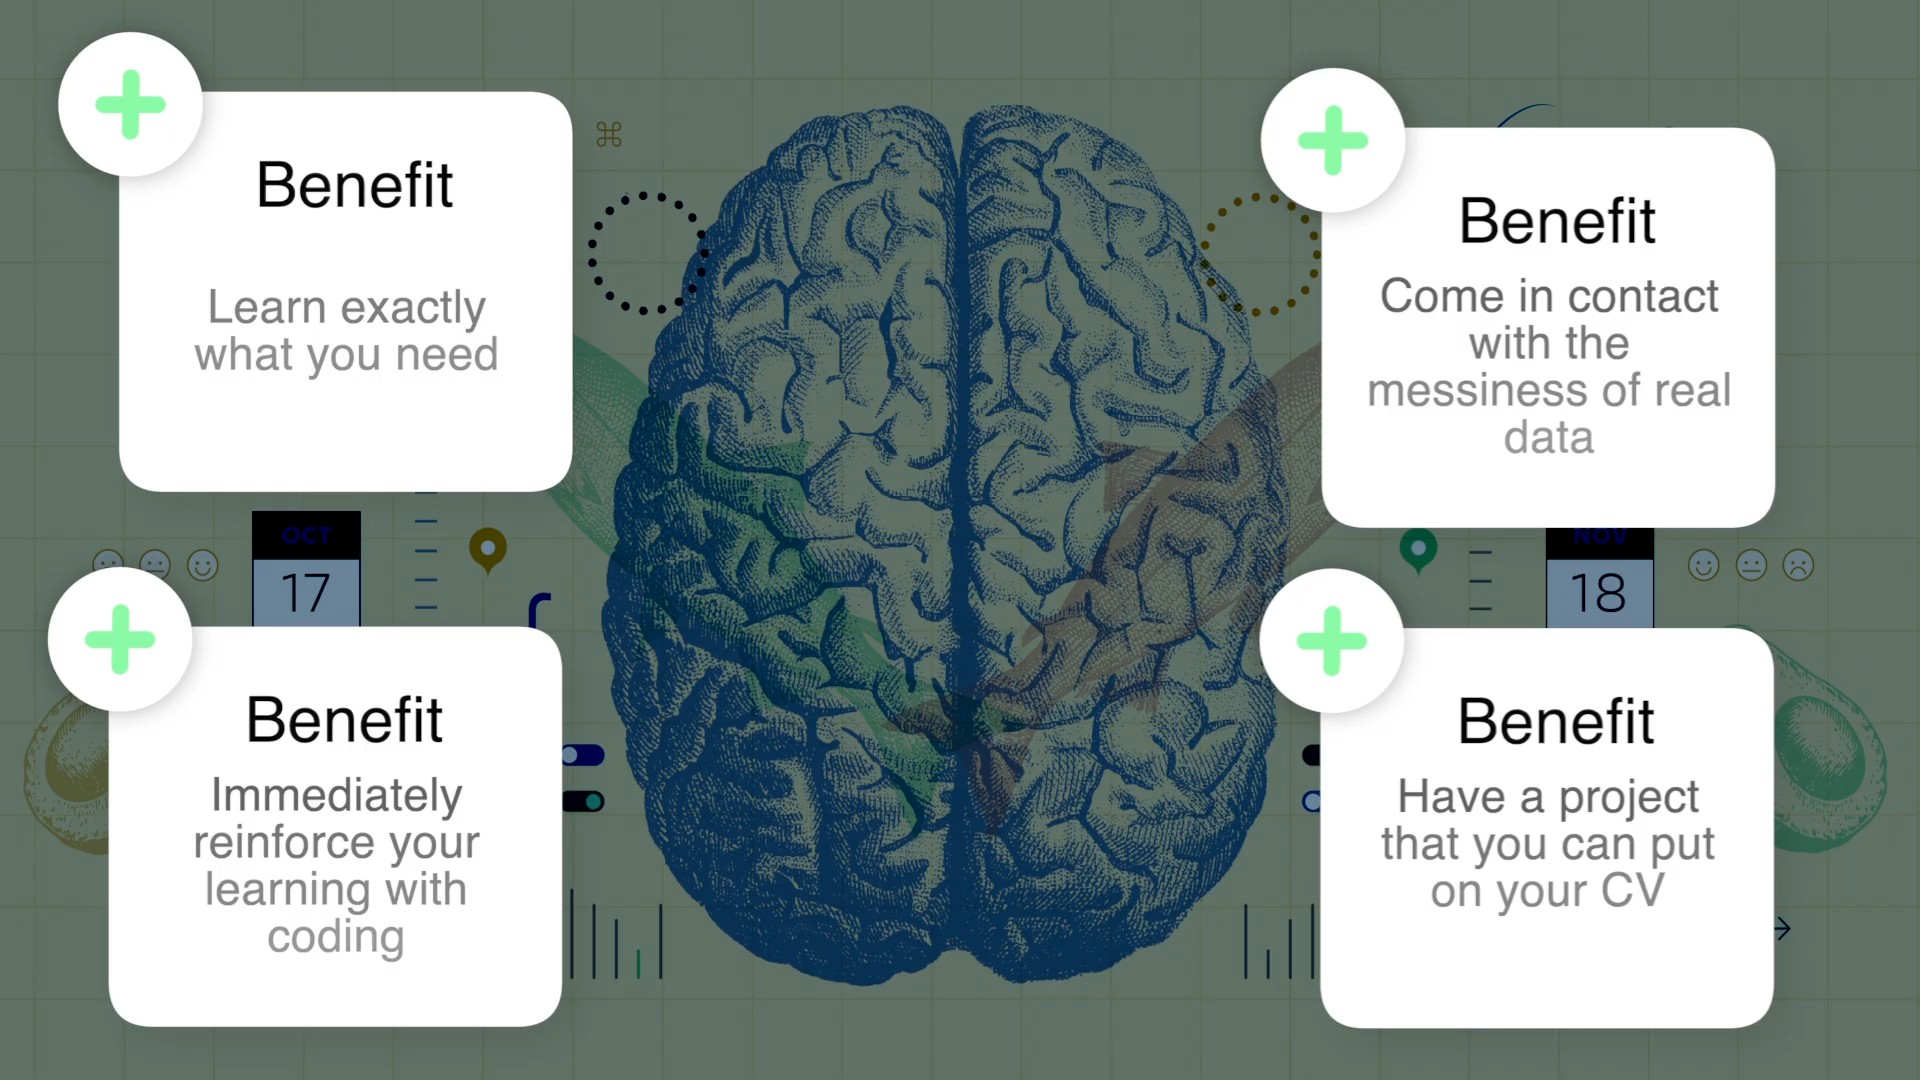 Benefit
Learn exactly
what you need
Benefit
Come in contact
with the
messiness of real
data
OCT
17
NOV
18
Benefit
Immediately
reinforce your
learning with
coding
Benefit
Have a project
that you can put
on your CV